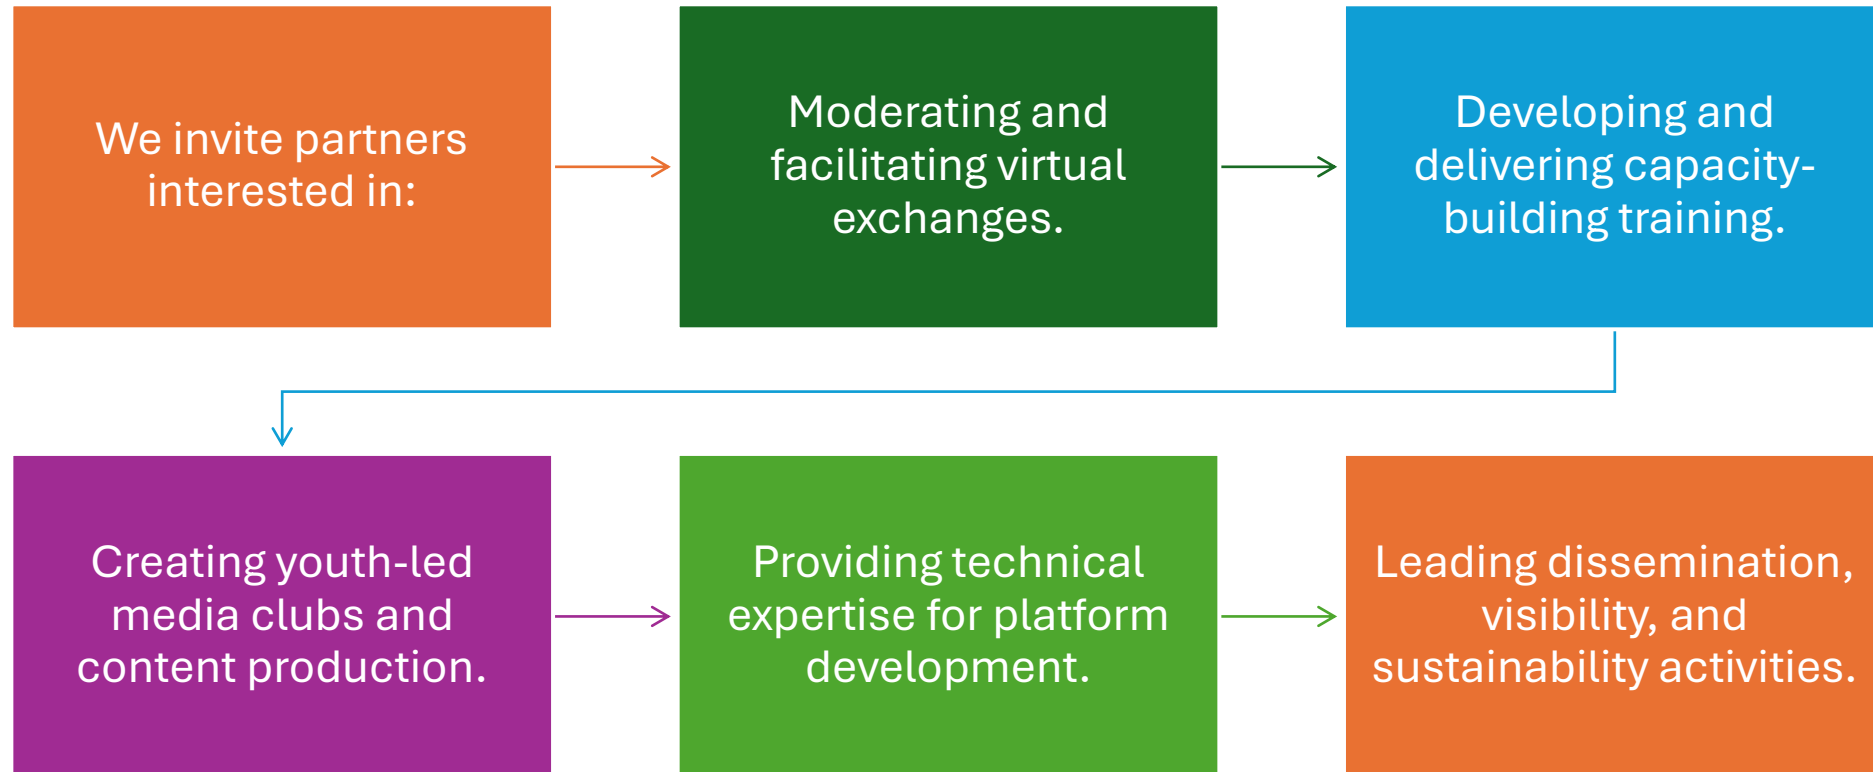 We invite partners
interested in:
Moderating and
facilitating virtual
exchanges.
Developing and
delivering capacity-
building training.
Creating youth-led
media clubs and
content production.
Providing technical
expertise for platform
development.
Leading dissemination,
visibility, and
sustainability activities.